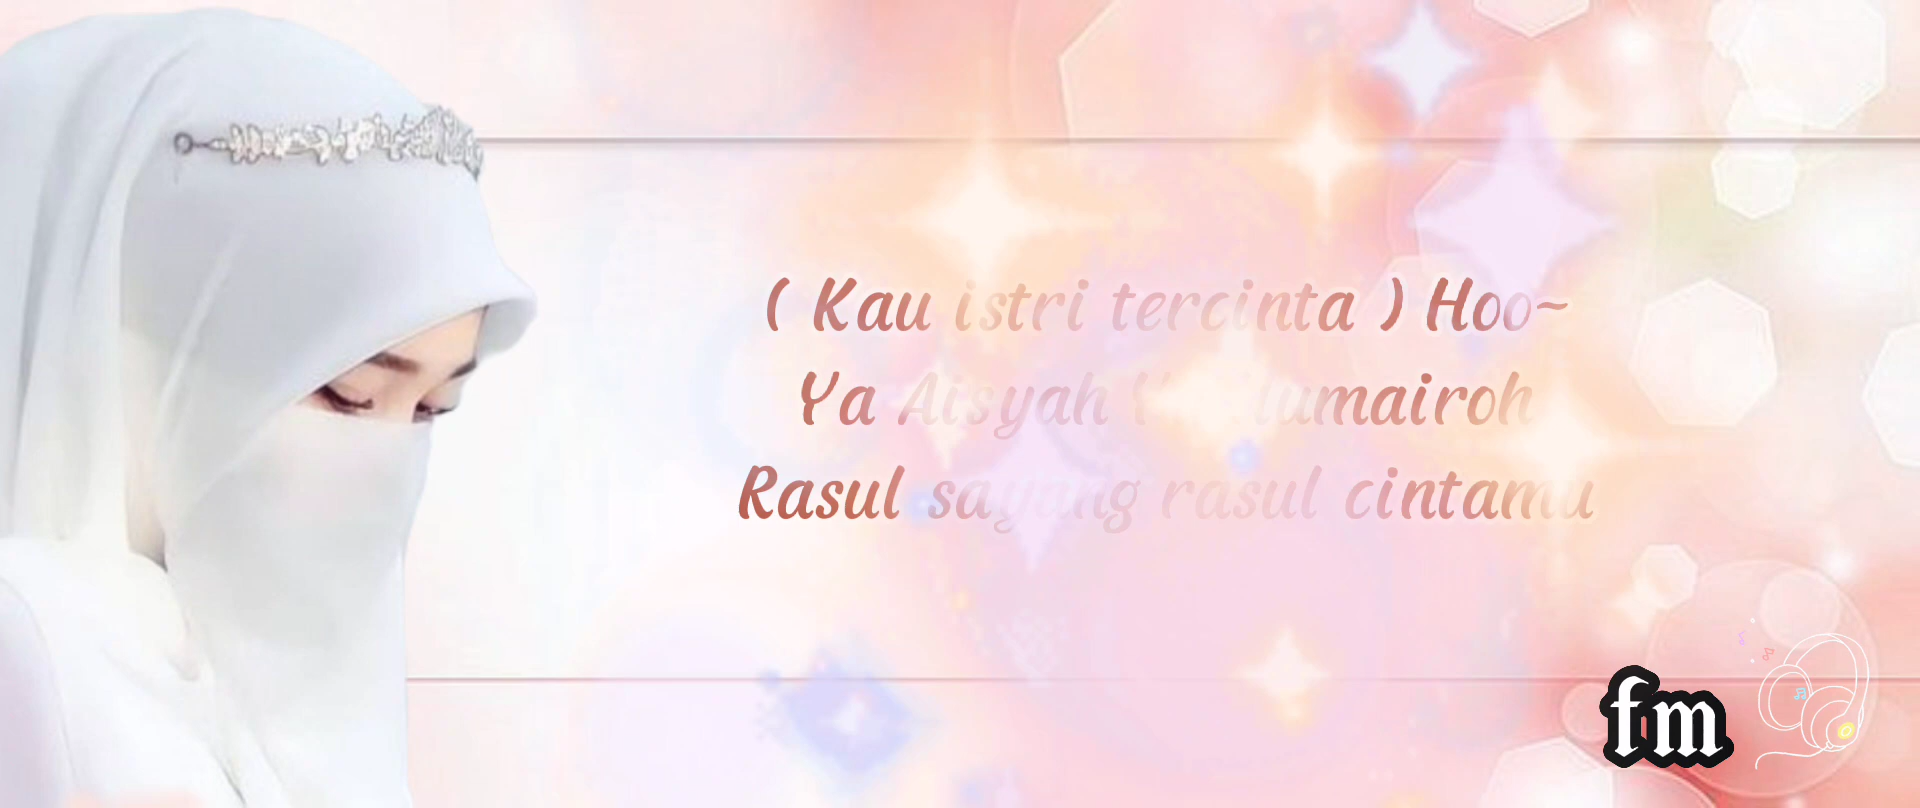 ( Kau istri tercinta ) Hoo~
Ya Aisyah
Rasul sayang rasul cintamu
fm